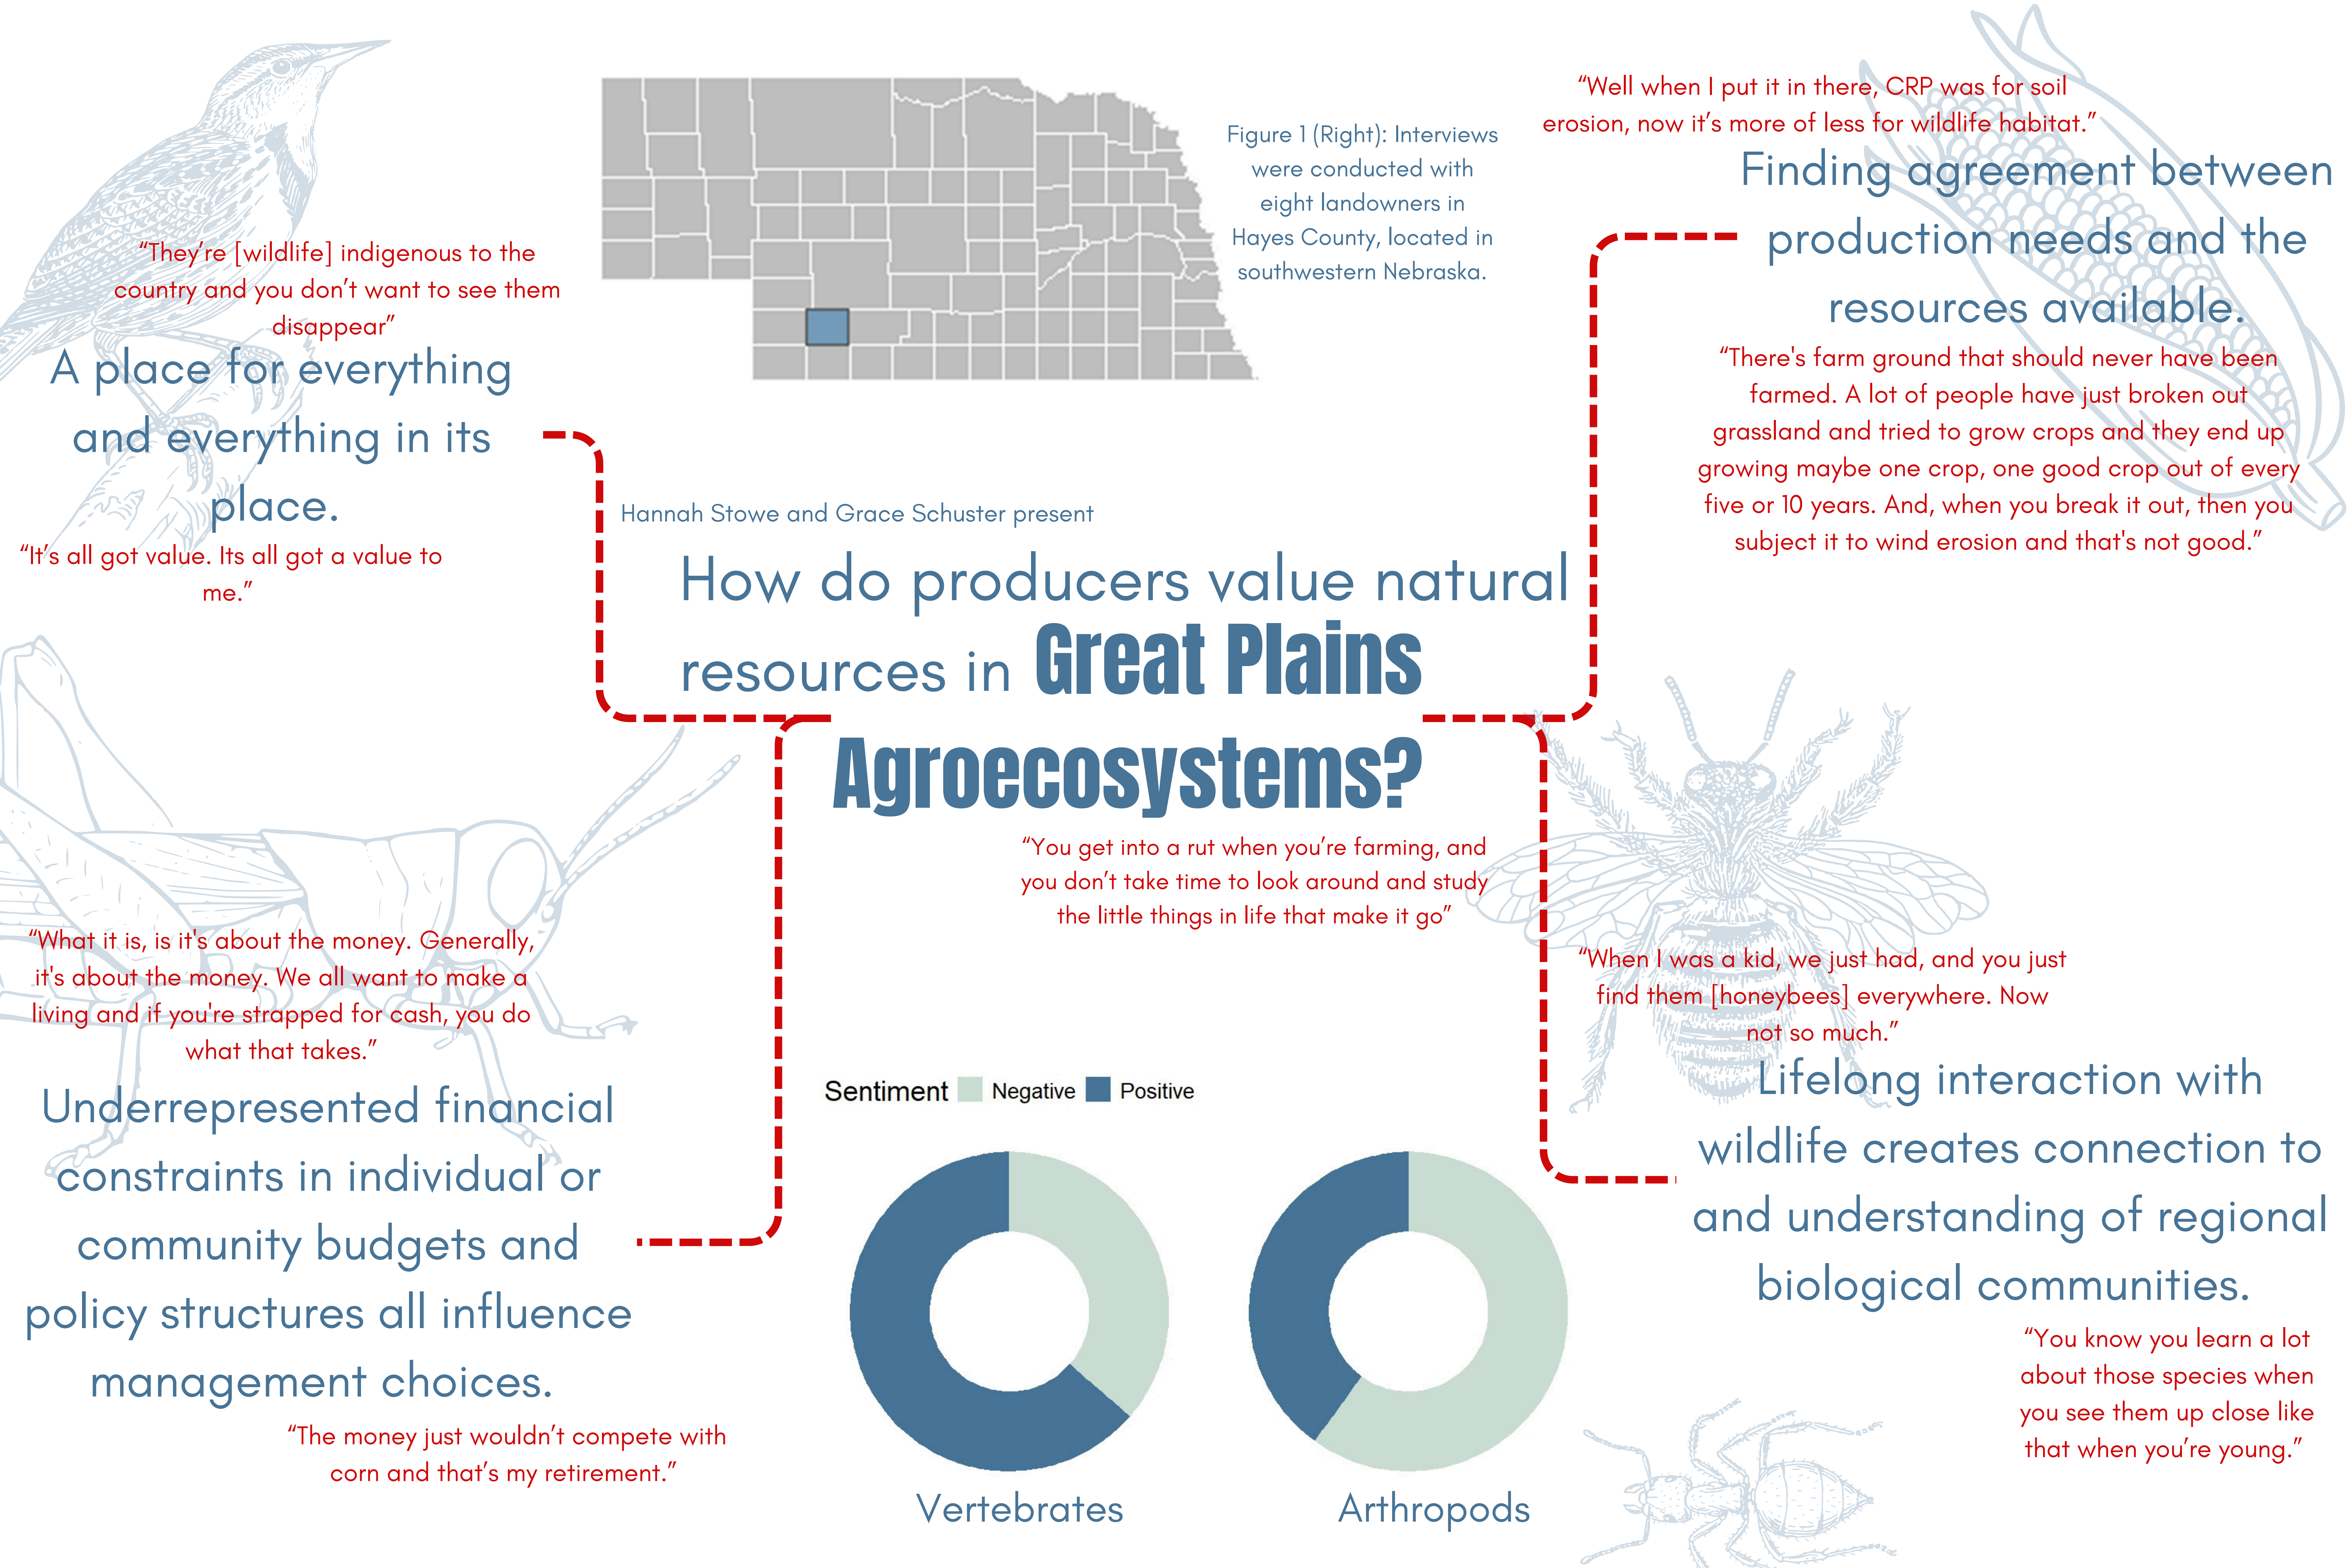 Figure 1 (Right): Interviews
were conducted with
eight landowners in
Hayes County, located in
southwestern Nebraska.
“They’re [wildlife] indigenous to the
country and you don’t want to see them
disappear”
A place for everything
and everything in its
place.
“It’s all got value. Its all got a value to
me.”
“Well when I put it in there, CRP was for soil
erosion, now it’s more of less for wildlife habitat.”
Finding agreement between
production needs and the
resources available.
“There's farm ground that should never have been
farmed. A lot of people have just broken out
grassland and tried to grow crops and they end up
growing maybe one crop, one good crop out of every
five or 10 years. And, when you break it out, then you
subject it to wind erosion and that's not good.”
Hannah Stowe and Grace Schuster present
How do producers value natural
resources in Great Plains
Agroecosystems?
“You get into a rut when you’re farming, and
you don’t take time to look around and study
the little things in life that make it go”
“What it is, is it's about the money. Generally,
it's about the money. We all want to make a
living and if you're strapped for cash, you do
what that takes.”
Underrepresented financial
constraints in individual or
community budgets and
policy structures all influence
management choices.
“The money just wouldn’t compete with
corn and that’s my retirement.”
Sentiment Negative Positive
Vertebrates
Arthropods
“When I was a kid, we just had, and you just
find them [honeybees] everywhere. Now
not so much.”
Lifelong interaction with
wildlife creates connection to
and understanding of regional
biological communities.
“You know you learn a lot
about those species when
you see them up close like
that when you’re young.”